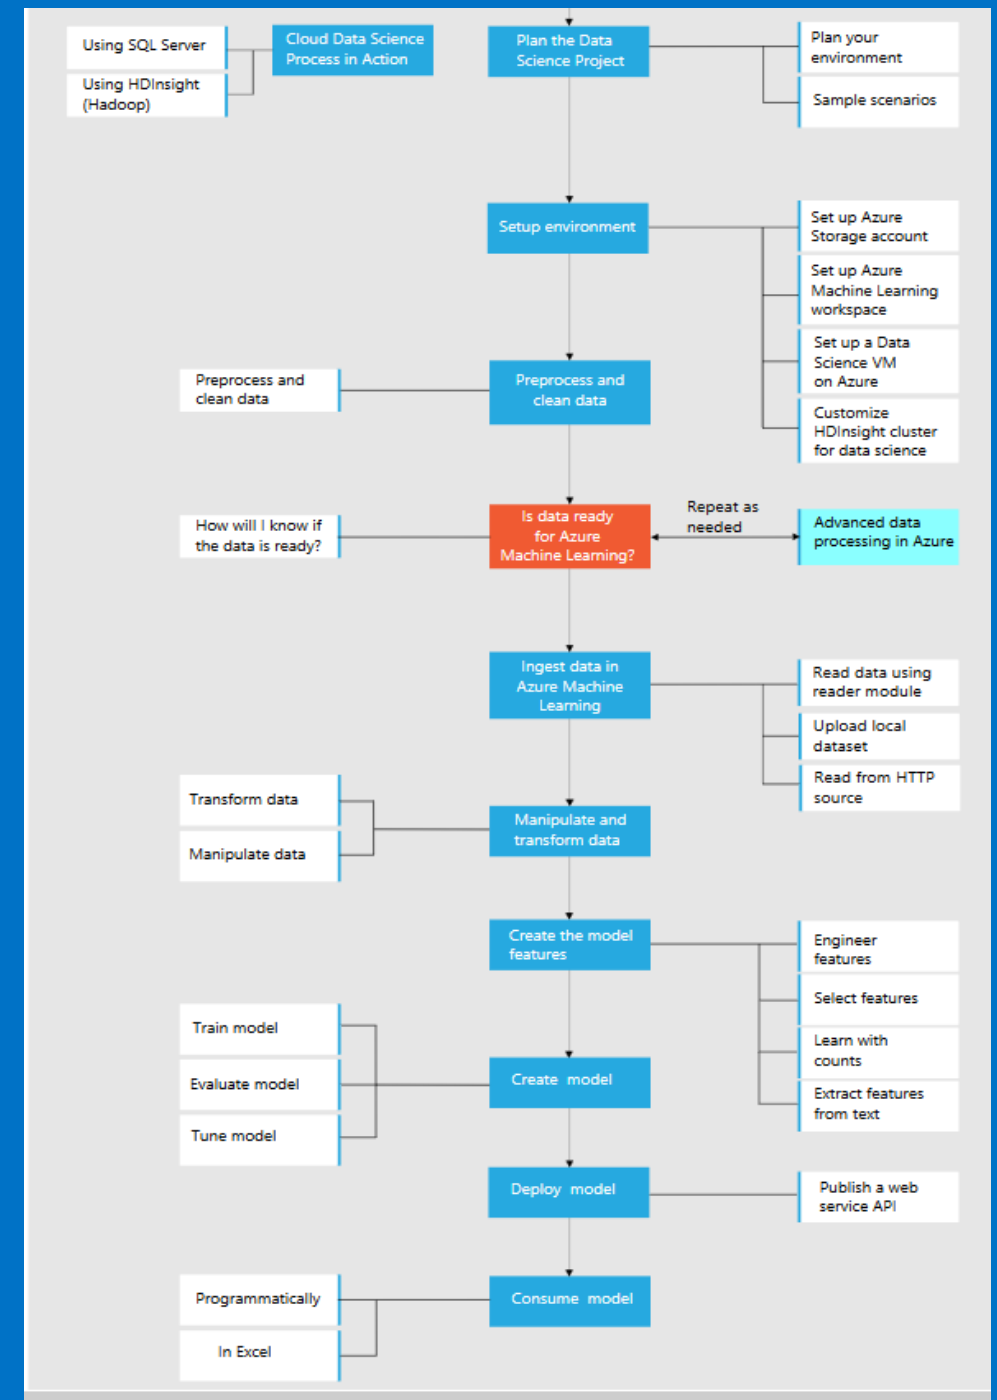 Using SQL Server
Using HDInsight
(Hadoop)
Cloud Data Science
Process in Action
Plan the Data
Science Project
Plan your
environment
Sample scenarios
Setup environment
Set up Azure
Storage account
Set up Azure
Machine Learning
workspace
Set up a Data
Science VM
on Azure
Customize
HDInsight cluster
for data science
Preprocess and
clean data
Preprocess and
clean data
How will I know if
the data is ready?
Is data ready
for Azure
Machine Learning?
Repeat as
needed
Advanced data
processing in Azure
Ingest data in
Azure Machine
Learning
Read data using
reader module
Upload local
dataset
Read from HTTP
source
Transform data
Manipulate data
Manipulate and
transform data
Create the model
features
Engineer
features
Select features
Learn with
counts
Extract features
from text
Train model
Evaluate model
Tune model
Create model
Deploy model
Publish a web
service API
Programmatically
In Excel
Consume model